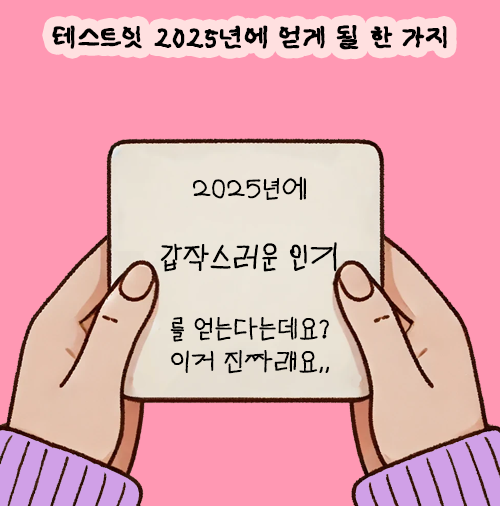 테스트잇 2025년에 얻게 될 한 가지
2025년에
갑작스러운 인기
를 얻는다는데요?
이거 진짜래요,,